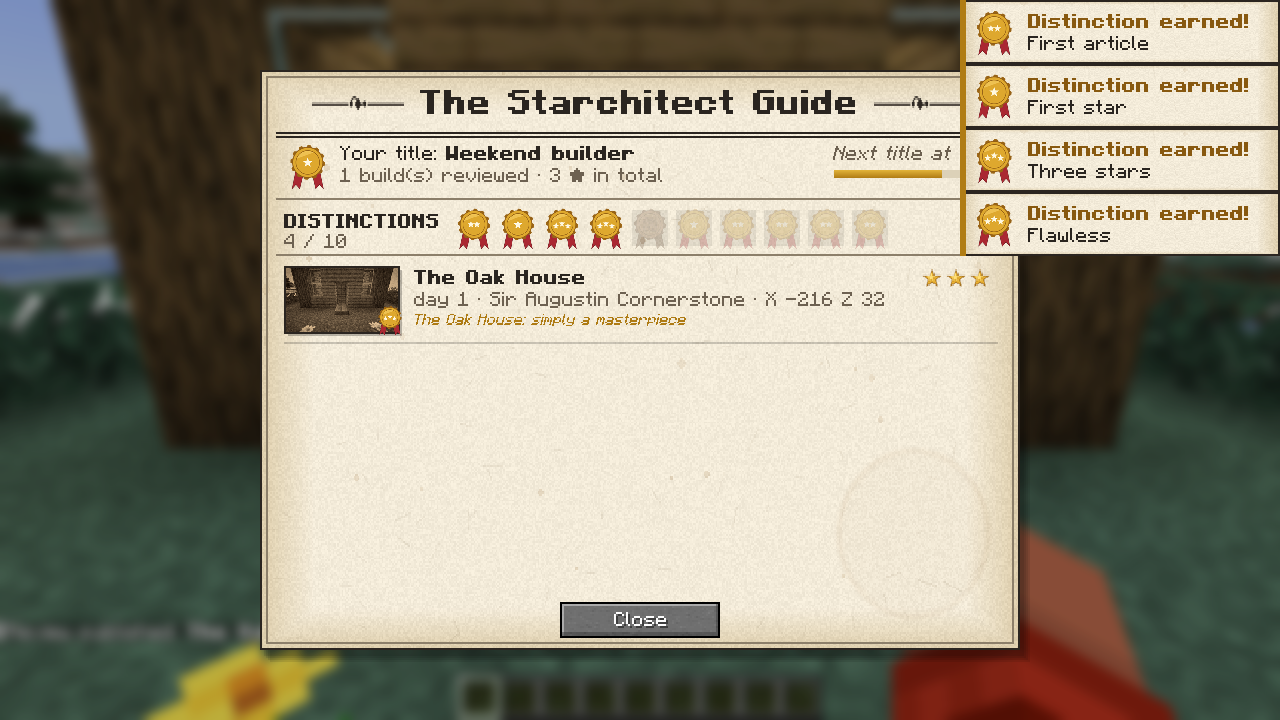 The Starchitect Guide
Your title: Weekend builder
1 build(s) reviewed · 3 in total
Next title at
DISTINCTIONS
4 / 10
The Oak House
day 1 · Sir Augustin Cornerstone · X -216 Z 32
The Oak House: simply a masterpiece
Close
Distinction earned!
First article
Distinction earned!
First star
Distinction earned!
Three stars
Distinction earned!
Flawless